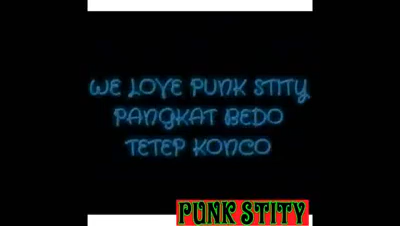 WE LOVE PUNK STITY
PANGKAT BEDO
TETEP KONCO
PUNK STITY